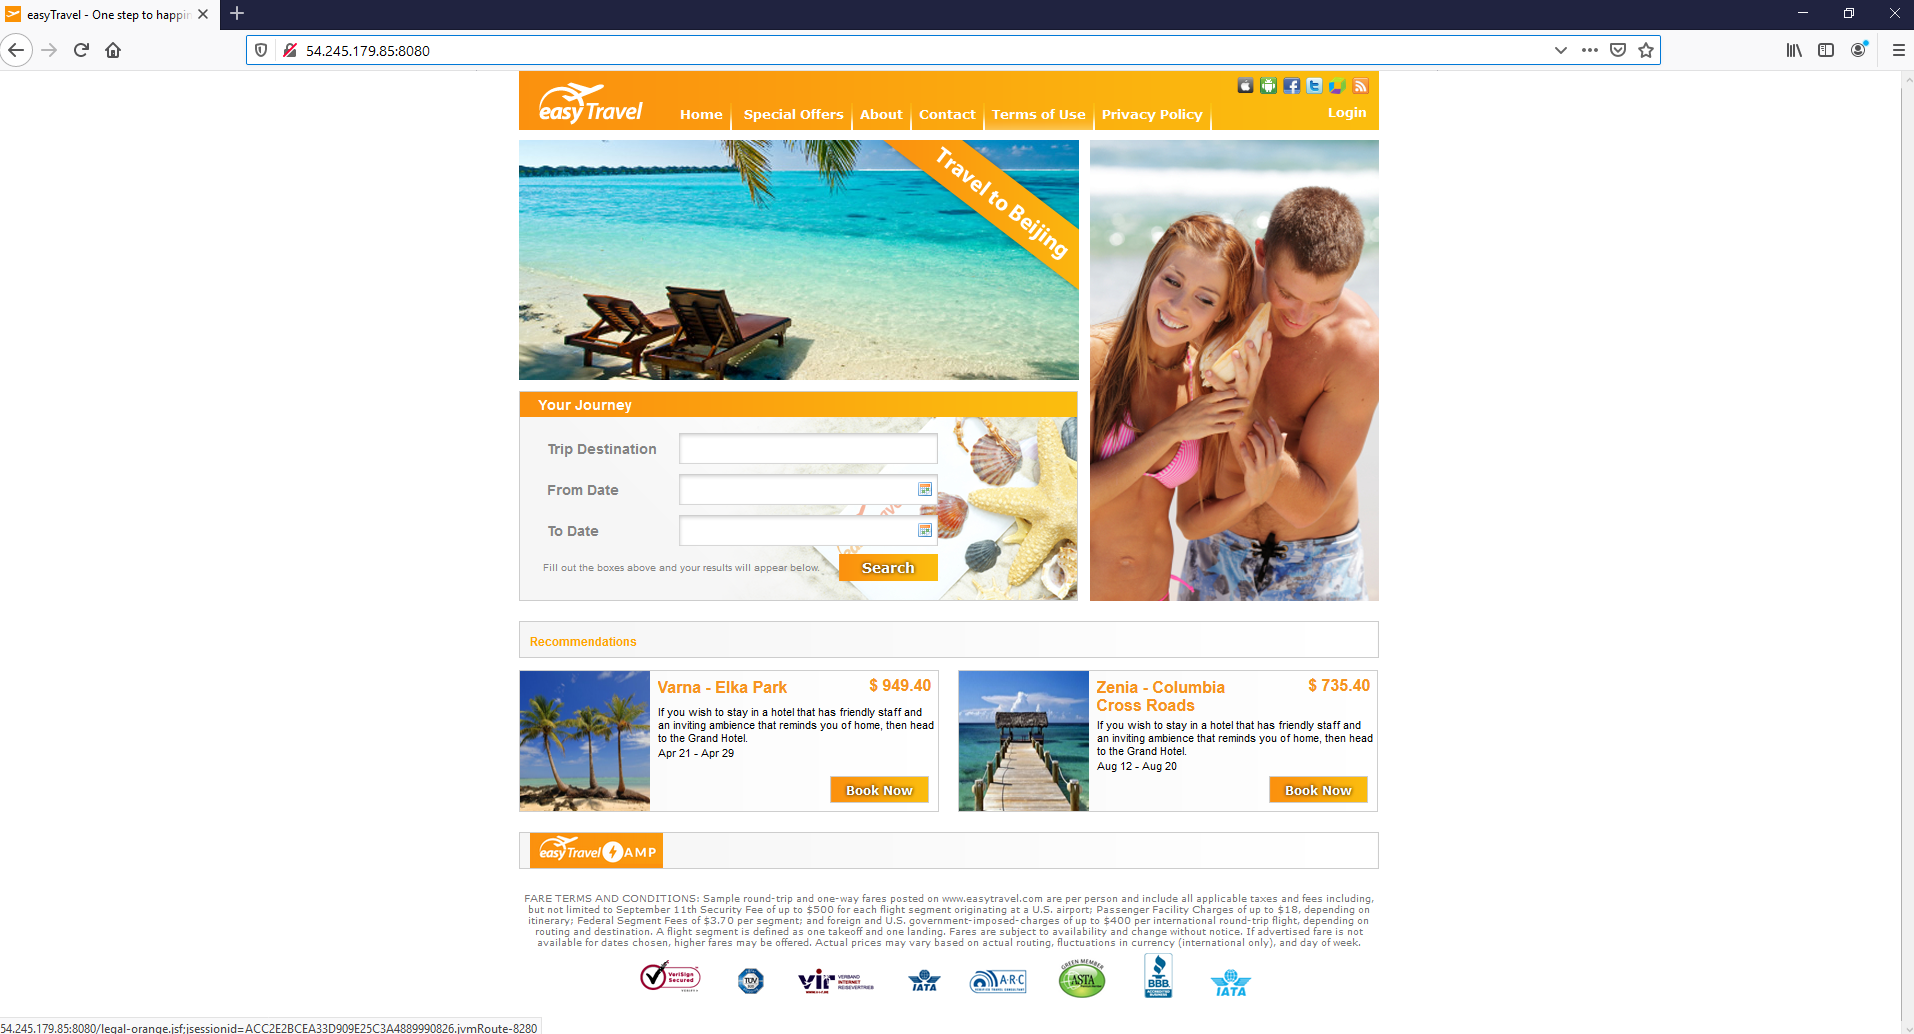 easyTravel - One step to happin
54.245.179.85:8080
easyTravel
Home
Special Offers
About
Contact
Terms of Use
Privacy Policy
Login
Travel to Beijing
Your Journey
Trip Destination
From Date
To Date
Fill out the boxes above and your results will appear below.
Search
Recommendations
Varna - Elka Park
$ 949.40
If you wish to stay in a hotel that has friendly staff and
an inviting ambience that reminds you of home, then head
to the Grand Hotel.
Apr 21 - Apr 29
Book Now
Zenia - Columbia
Cross Roads
$ 735.40
If you wish to stay in a hotel that has friendly staff and
an inviting ambience that reminds you of home, then head
to the Grand Hotel.
Aug 12 - Aug 20
Book Now
easyTravel AMP
FARE TERMS AND CONDITIONS: Sample round-trip and one-way fares posted on www.easytravel.com are per person and include all applicable taxes and fees including,
but not limited to September 11th Security Fee of up to $500 for each flight segment originating at a U.S. airport; Passenger Facility Charges of up to $18, depending on
itinerary; Federal Segment Fees of $3.70 per segment; and foreign and U.S. government-imposed-charges of up to $400 per international round-trip flight, depending on
routing and destination. A flight segment is defined as one takeoff and one landing. Fares are subject to availability and change without notice. If advertised fare is not
available for dates chosen, higher fares may be offered. Actual prices may vary based on actual routing, fluctuations in currency (international only), and day of week.
VeriSign
Secured
TÜV
vir
VERBAND
INTERNET
REISEVERTRIEB
IATA
A·R·C
GREEN MEMBER
ASTA
BBB
ACCREDITED
BUSINESS
IATA
54.245.179.85:8080/legal-orange.jsf;jsessionid=ACC2E2BCEA33D909E25C3A4889990826.jvmRoute-8280